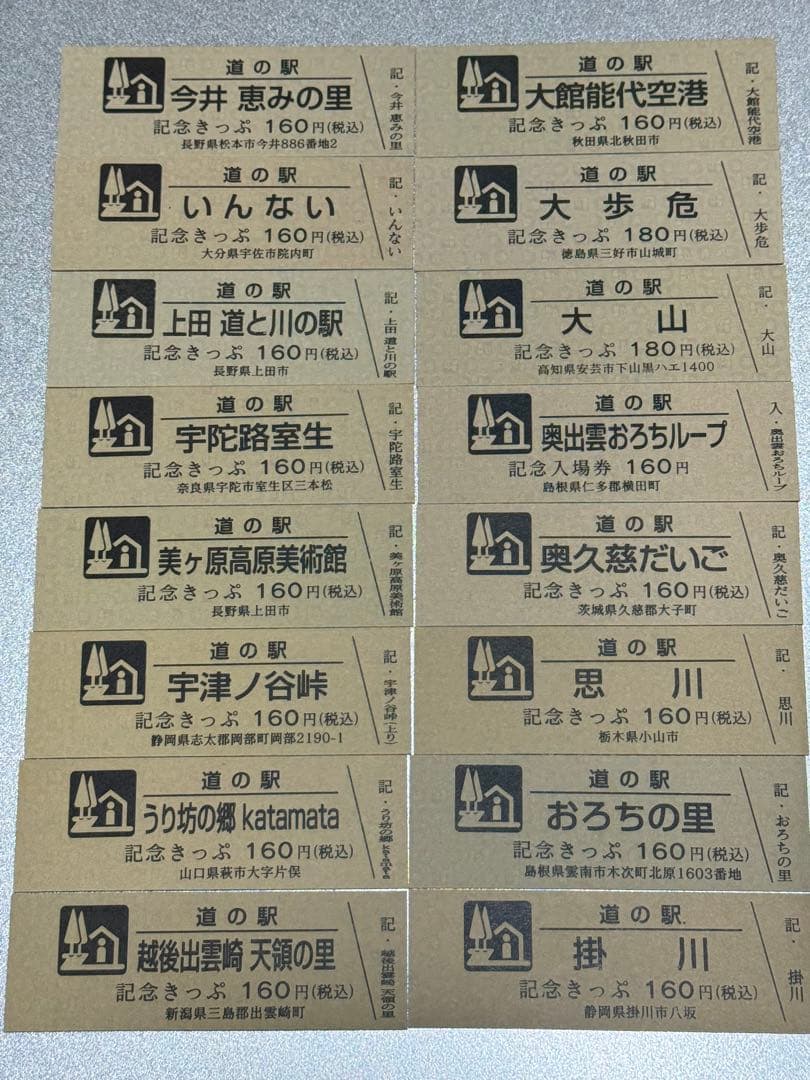 道の駅
今井 恵みの里
記念きっぷ 160円(税込)
長野県松本市今井886番地2
記・今井 恵みの里
道の駅
いんない
記念きっぷ 160円(税込)
大分県宇佐市院内町
記・いんない
道の駅
上田 道と川の駅
記念きっぷ 160円(税込)
長野県上田市
記・上田 道と川の駅
道の駅
宇陀路室生
記念きっぷ 160円(税込)
奈良県宇陀市室生区三本松
記・宇陀路室生
道の駅
美ヶ原高原美術館
記念きっぷ 160円(税込)
長野県上田市
記・美ヶ原高原美術館
道の駅
宇津ノ谷峠
記念きっぷ 160円(税込)
静岡県志太郡岡部町岡部2190-1
記・宇津ノ谷峠(上り)
道の駅
うり坊の郷 katamata
記念きっぷ 160円(税込)
山口県萩市大字片俣
記・うり坊の郷 katamata
道の駅
越後出雲崎 天領の里
記念きっぷ 160円(税込)
新潟県三島郡出雲崎町
記・越後出雲崎 天領の里
道の駅
大館能代空港
記念きっぷ 160円(税込)
秋田県北秋田市
記・大館能代空港
道の駅
大歩危
記念きっぷ 180円(税込)
徳島県三好市山城町
記・大歩危
道の駅
大山
記念きっぷ 180円(税込)
高知県安芸市下山黒ハエ1400
記・大山
道の駅
奥出雲おろちループ
記念入場券 160円
島根県仁多郡横田町
入・奥出雲おろちループ
道の駅
奥久慈だいご
記念きっぷ 160円(税込)
茨城県久慈郡大子町
記・奥久慈だいご
道の駅
思川
記念きっぷ 160円(税込)
栃木県小山市
記・思川
道の駅
おろちの里
記念きっぷ 160円(税込)
島根県雲南市木次町北原1603番地
記・おろちの里
道の駅
掛川
記念きっぷ 160円(税込)
静岡県掛川市八坂
記・掛川